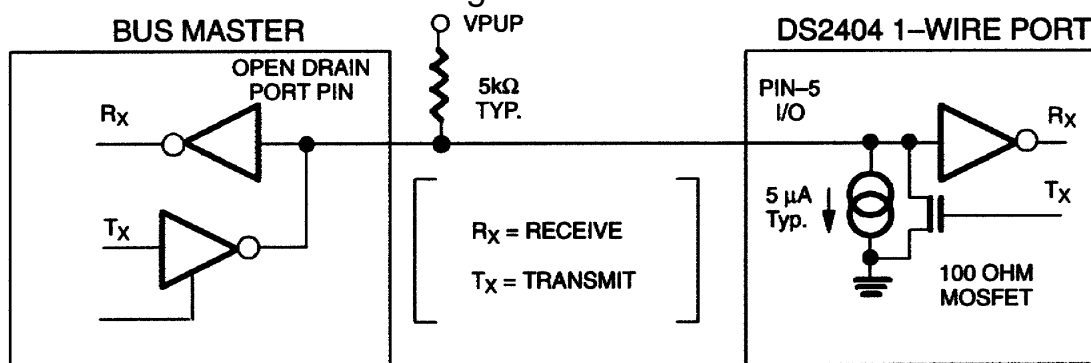 VPUP
BUS MASTER
DS2404 1–WIRE PORT
OPEN DRAIN
PORT PIN
5kΩ
TYP.
PIN–5
I/O
RX
RX
TX
TX
5 μA
Typ.
RX = RECEIVE
TX = TRANSMIT
100 OHM
MOSFET